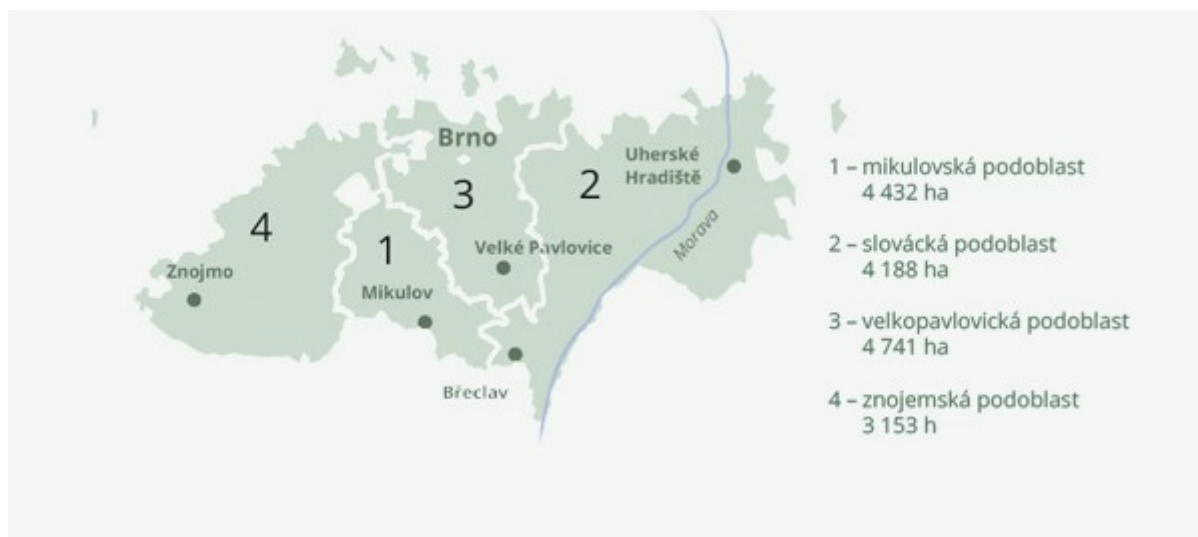 Brno
Uherské
Hradiště
2
3
4
1
Morava
Velké Pavlovice
Znojmo
Mikulov
Břeclav
1 – mikulovská podoblast
4 432 ha
2 – slovácká podoblast
4 188 ha
3 – velkopavlovická podoblast
4 741 ha
4 – znojemská podoblast
3 153 h